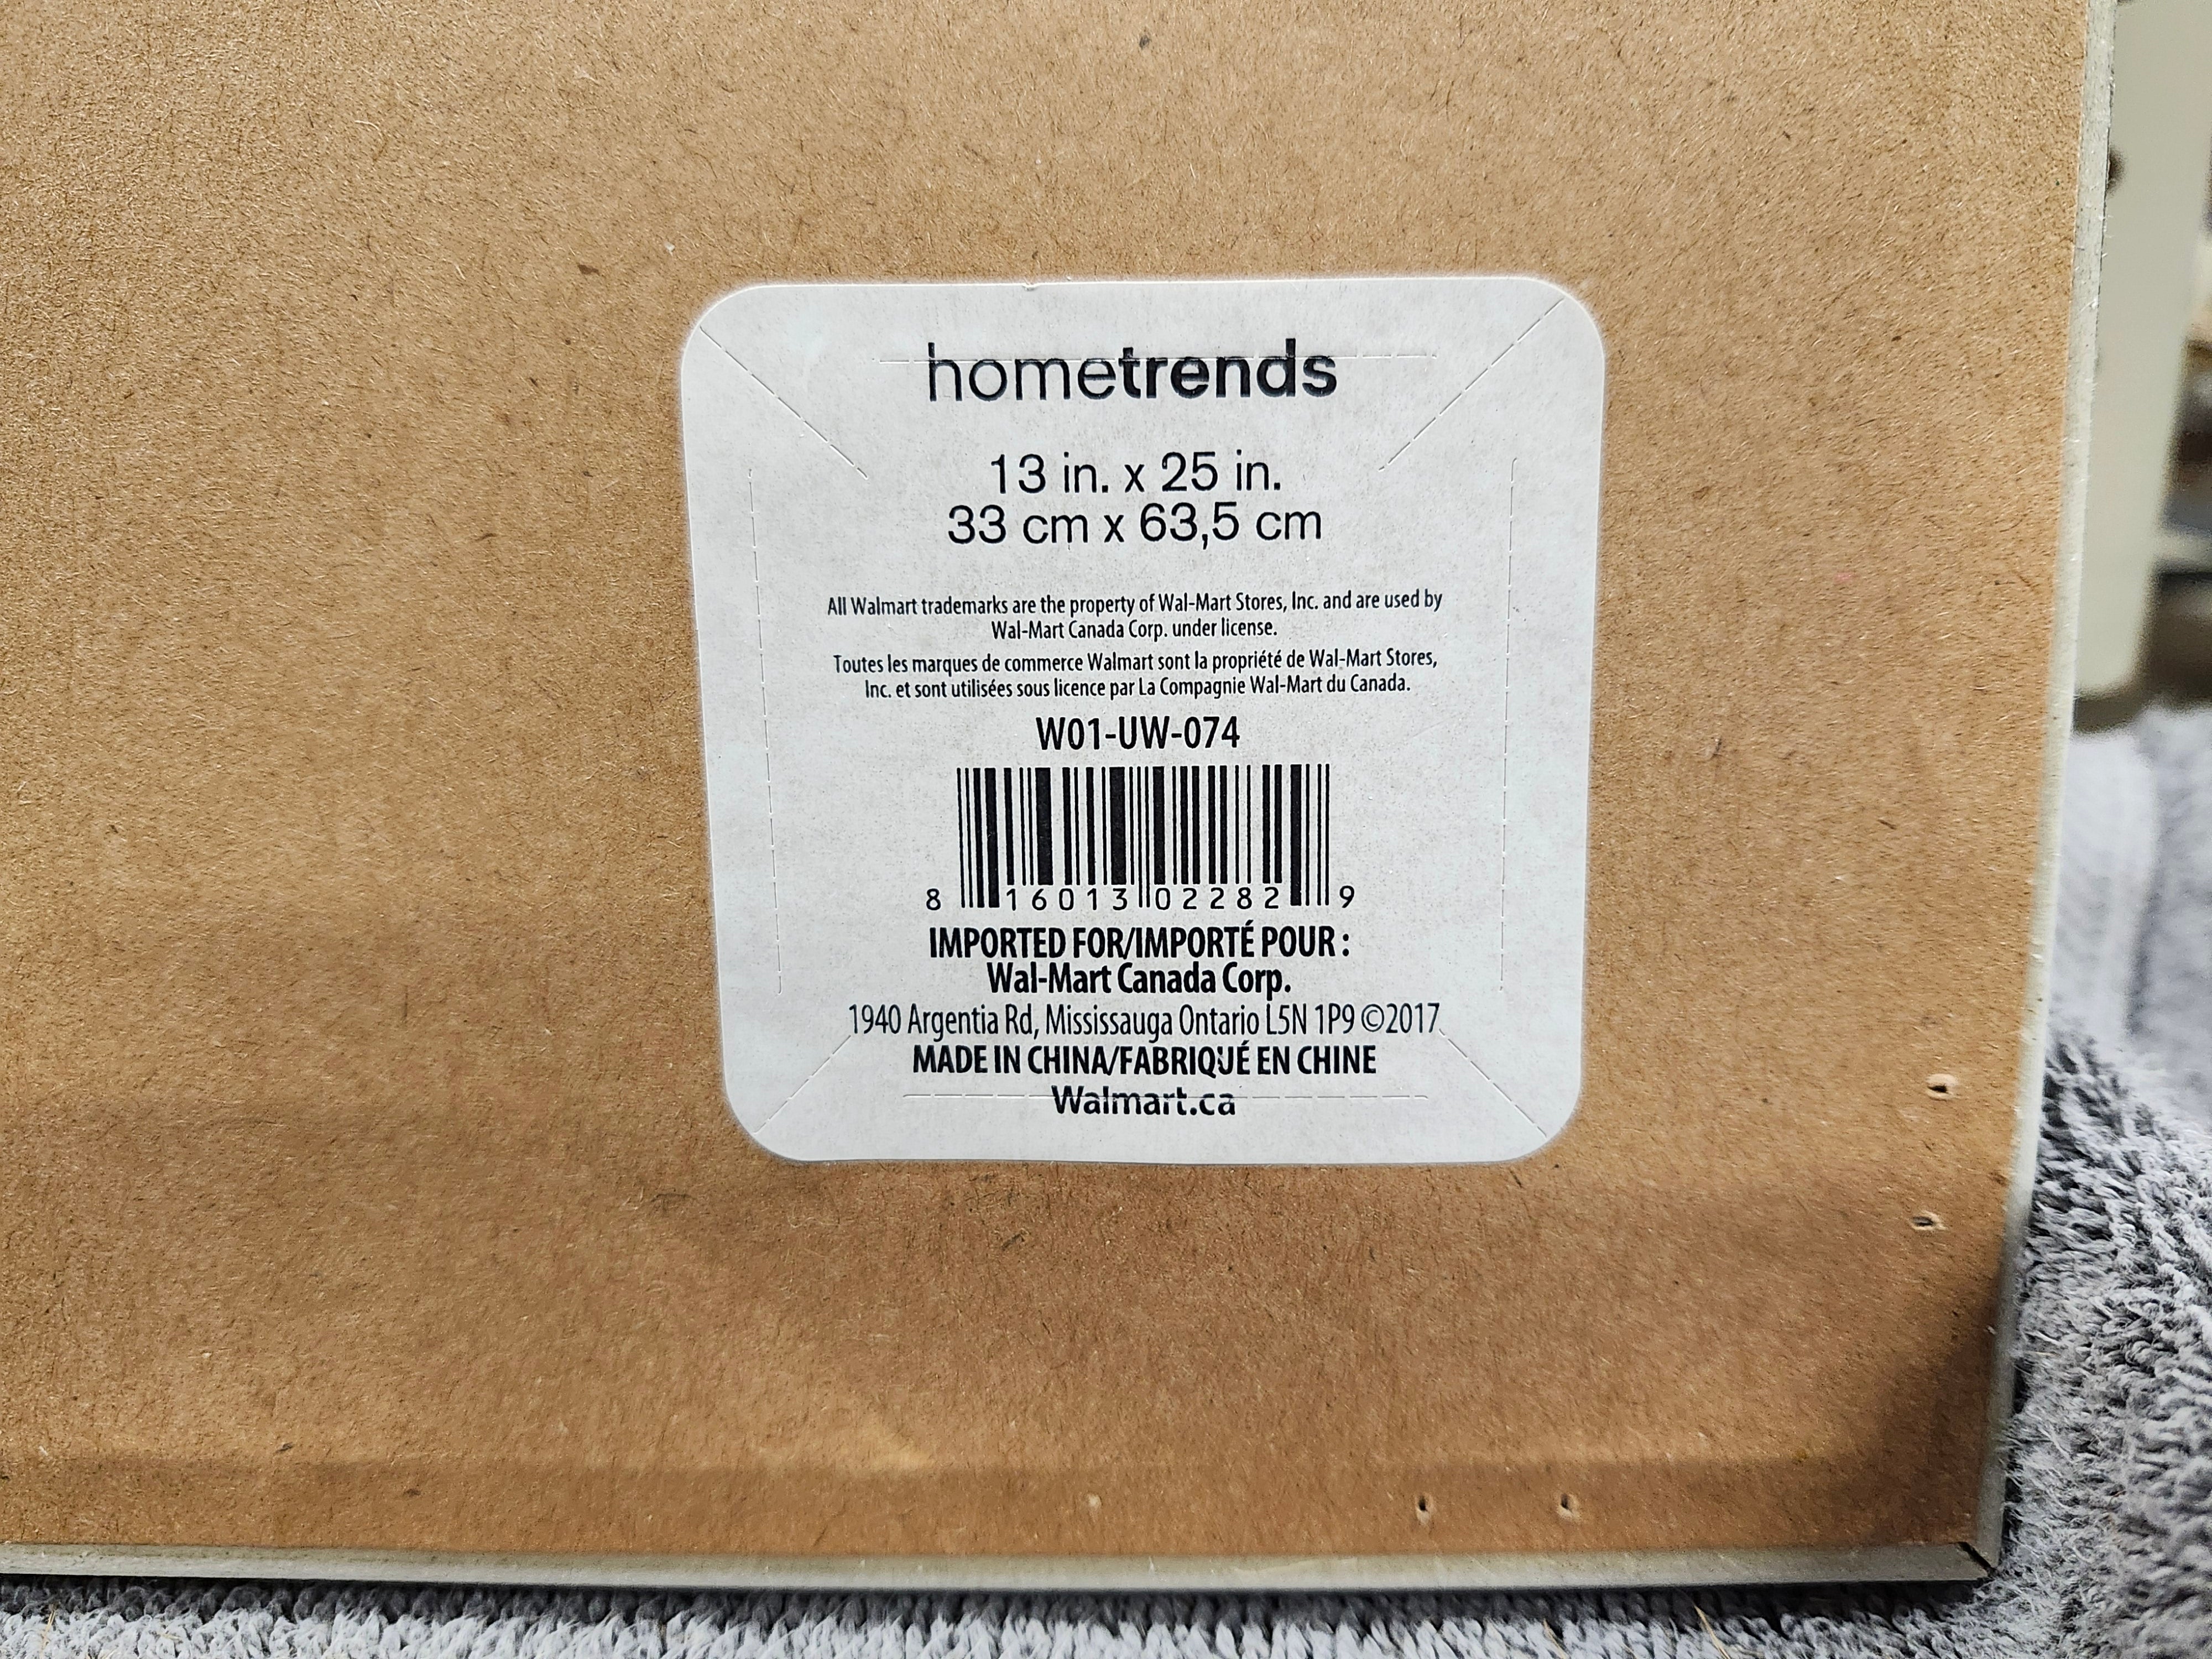 hometrends
13 in. x 25 in.
33 cm x 63,5 cm
All Walmart trademarks are the property of Wal-Mart Stores, Inc. and are used by
Wal-Mart Canada Corp. under license.
Toutes les marques de commerce Walmart sont la propriété de Wal-Mart Stores,
Inc. et sont utilisées sous licence par La Compagnie Wal-Mart du Canada.
W01-UW-074
8 16013 02282 9
IMPORTED FOR/IMPORTÉ POUR :
Wal-Mart Canada Corp.
1940 Argentia Rd, Mississauga Ontario L5N 1P9 ©2017
MADE IN CHINA/FABRIQUÉ EN CHINE
Walmart.ca